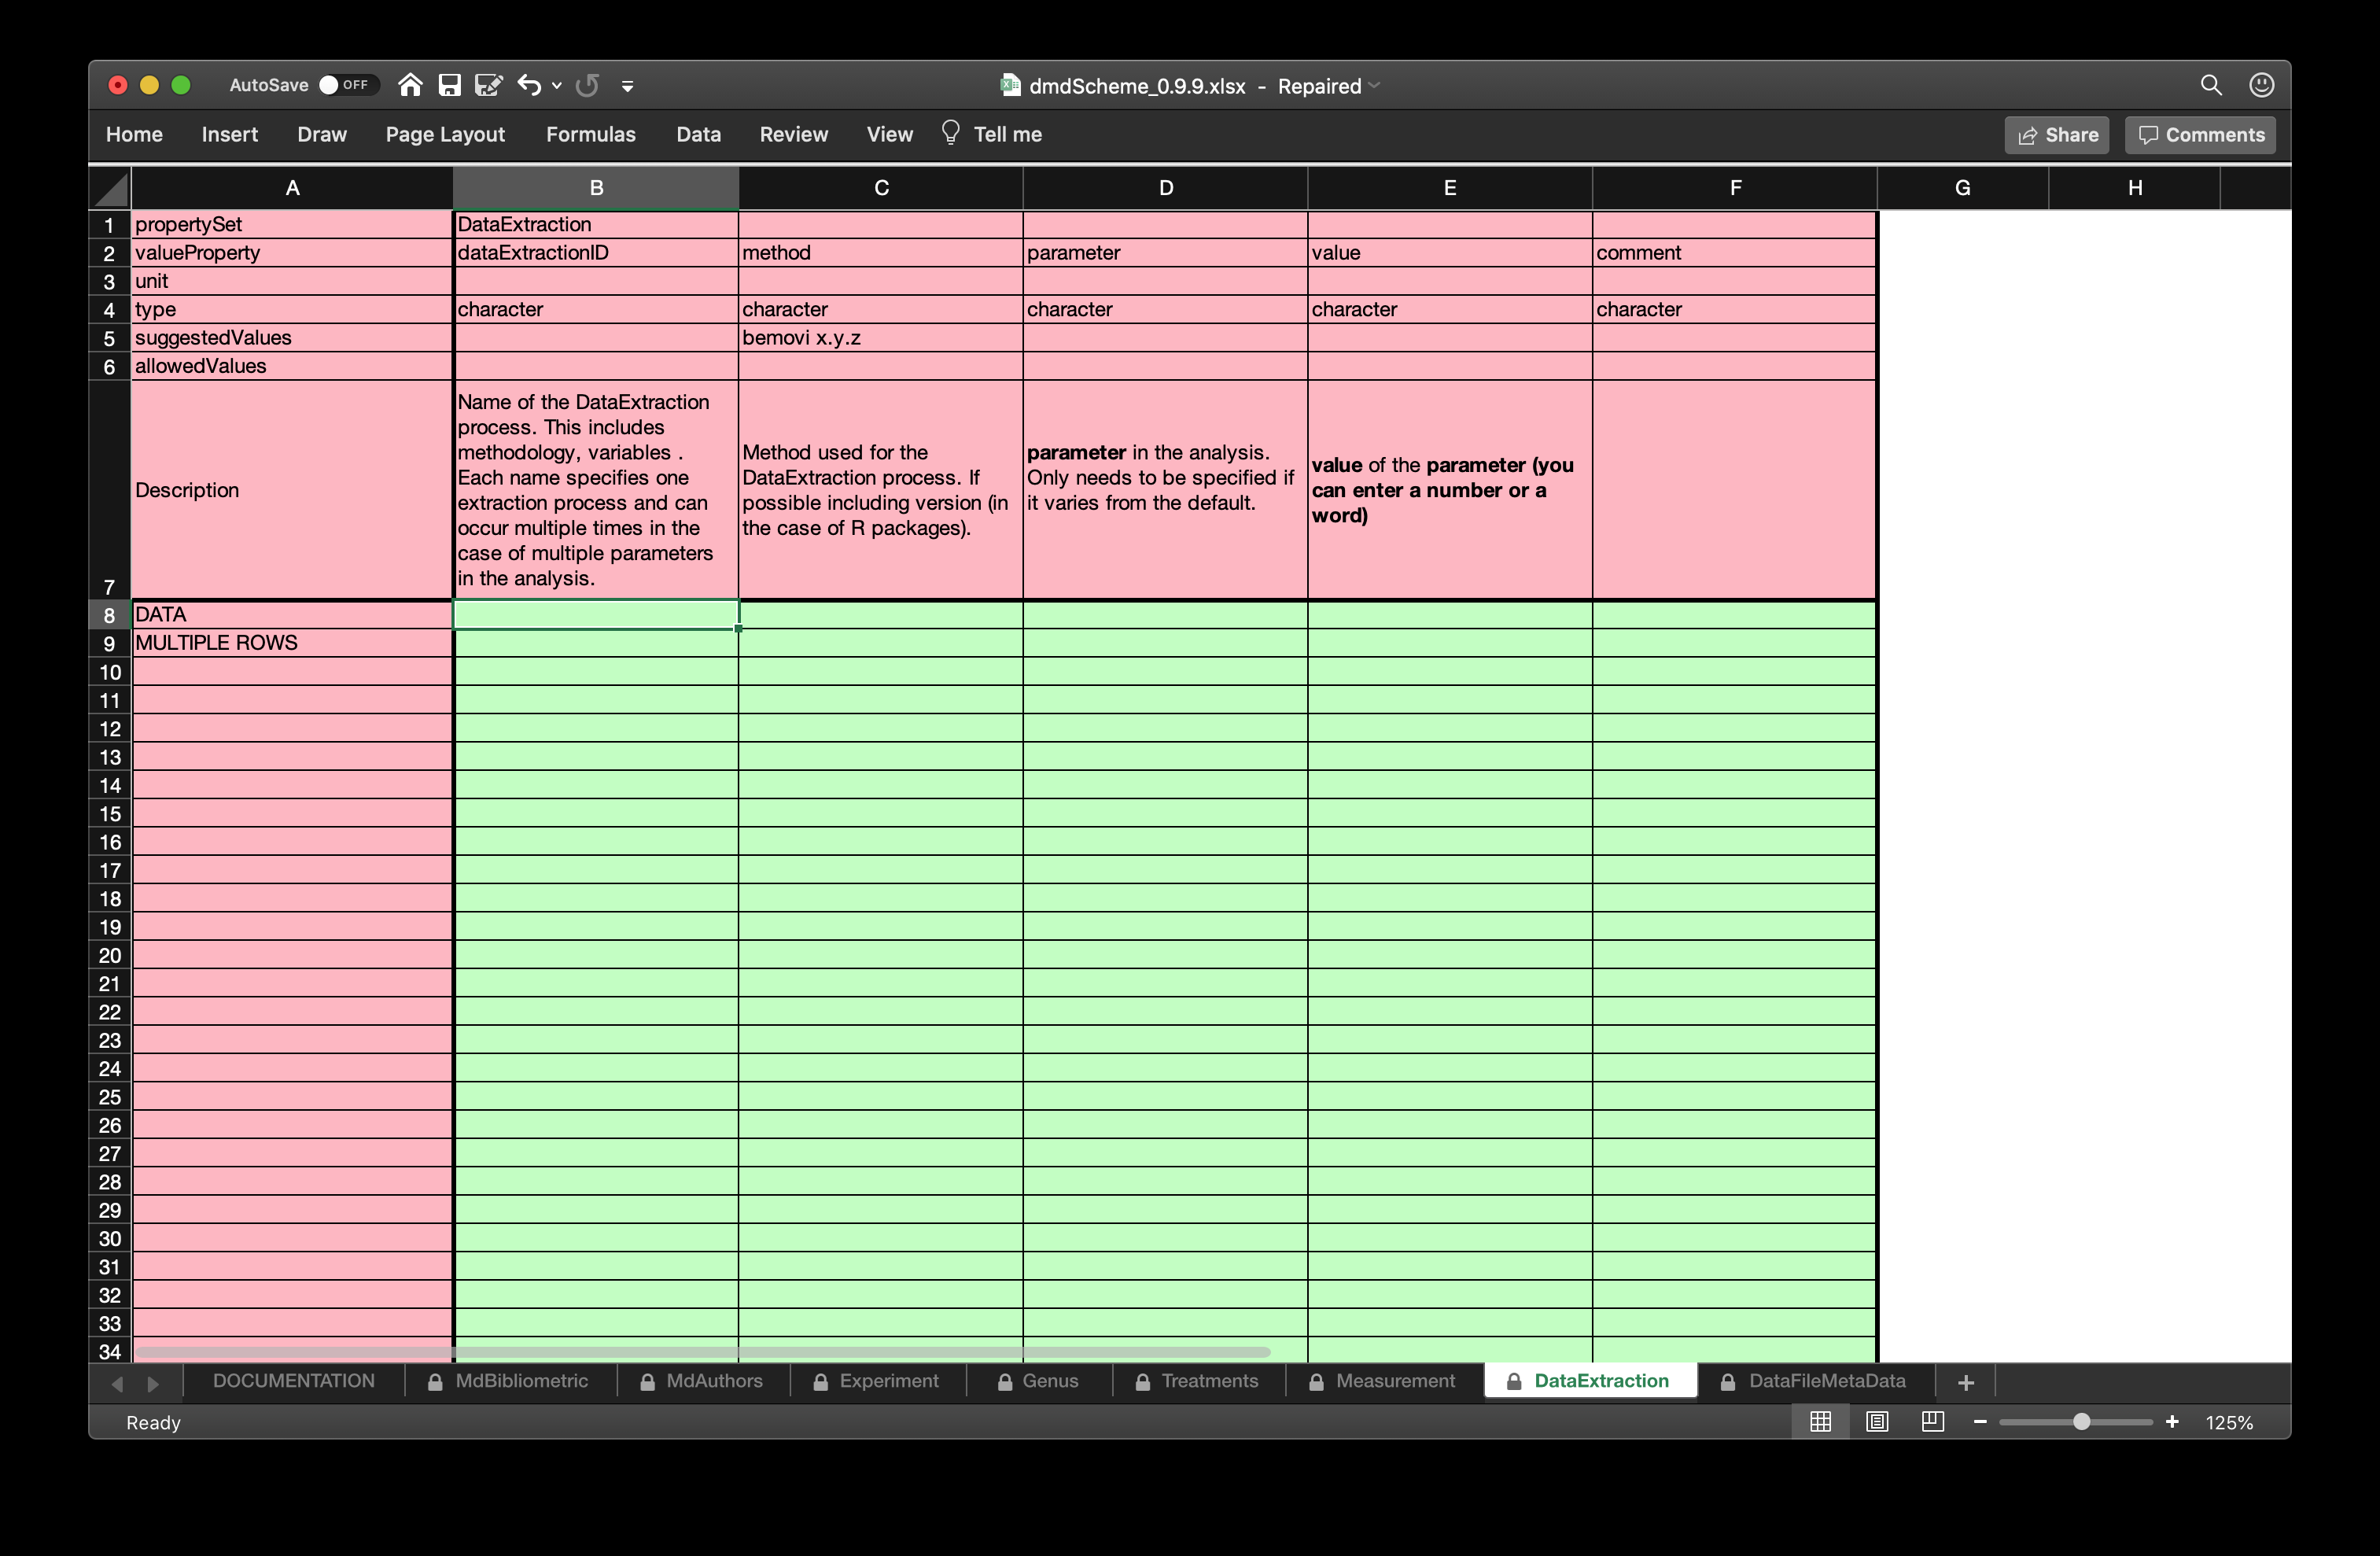 AutoSave OFF dmdScheme_0.9.9.xlsx - Repaired
Home Insert Draw Page Layout Formulas Data Review View Tell me Share Comments
A B C D E F G H
1 propertySet DataExtraction
2 valueProperty dataExtractionID method parameter value comment
3 unit
4 type character character character character character
5 suggestedValues bemovi x.y.z
6 allowedValues
7 Description
Name of the DataExtraction
process. This includes
methodology, variables .
Each name specifies one
extraction process and can
occur multiple times in the
case of multiple parameters
in the analysis.
Method used for the
DataExtraction process. If
possible including version (in
the case of R packages).
parameter in the analysis.
Only needs to be specified if
it varies from the default.
value of the parameter (you
can enter a number or a
word)
8 DATA
9 MULTIPLE ROWS
10
11
12
13
14
15
16
17
18
19
20
21
22
23
24
25
26
27
28
29
30
31
32
33
34
DOCUMENTATION MdBibliometric MdAuthors Experiment Genus Treatments Measurement DataExtraction DataFileMetaData +
Ready - + 125%